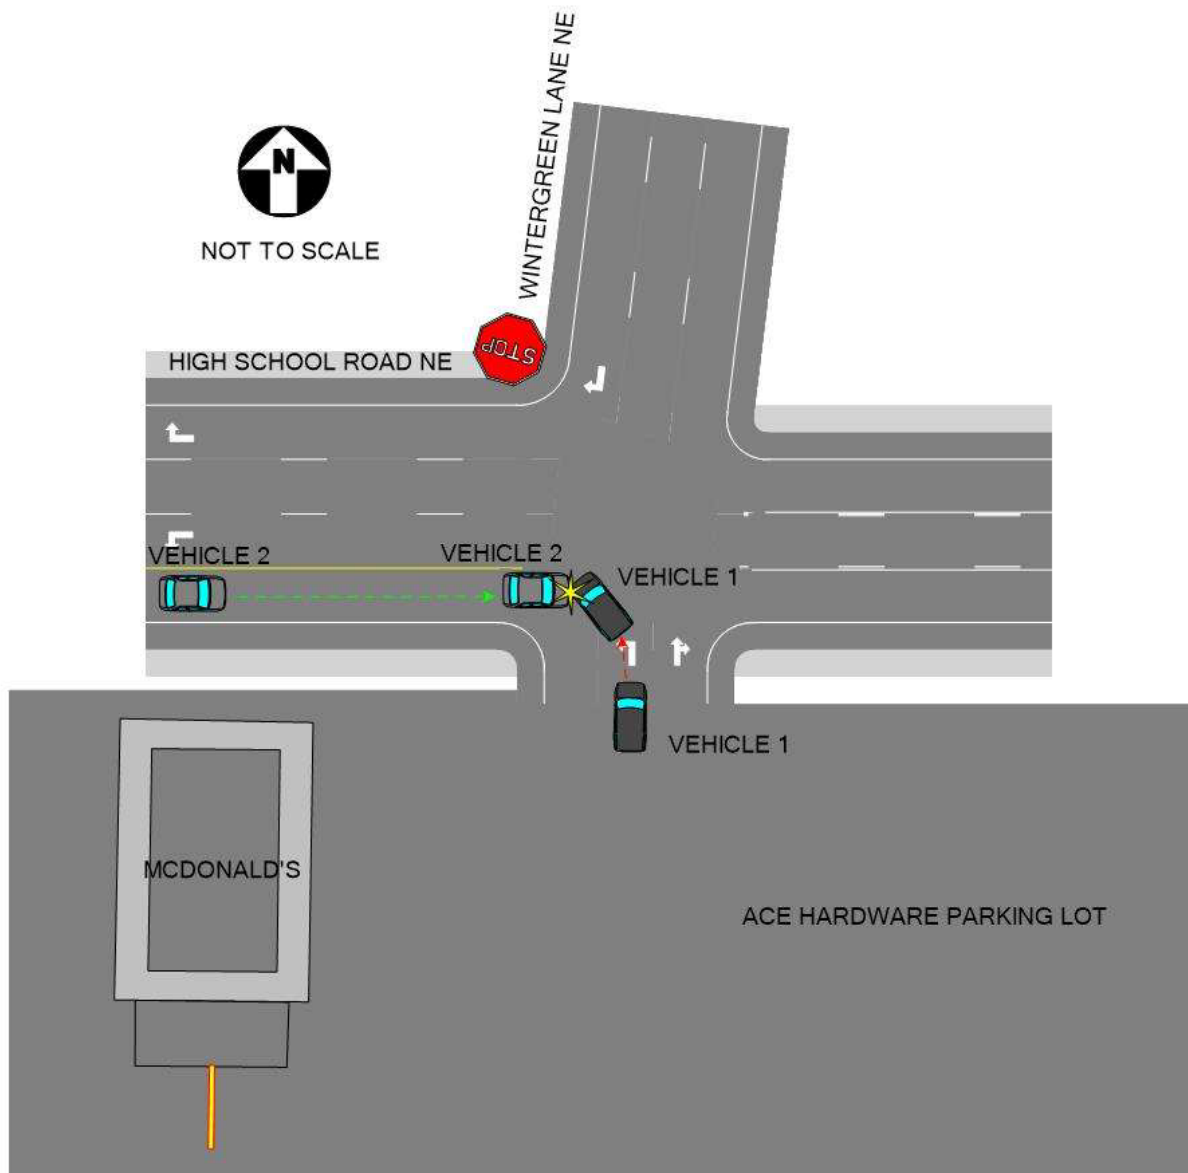 WINTERGREEN LANE NE
N
NOT TO SCALE
STOP
HIGH SCHOOL ROAD NE
VEHICLE 2
VEHICLE 2
VEHICLE 1
VEHICLE 1
MCDONALD'S
ACE HARDWARE PARKING LOT